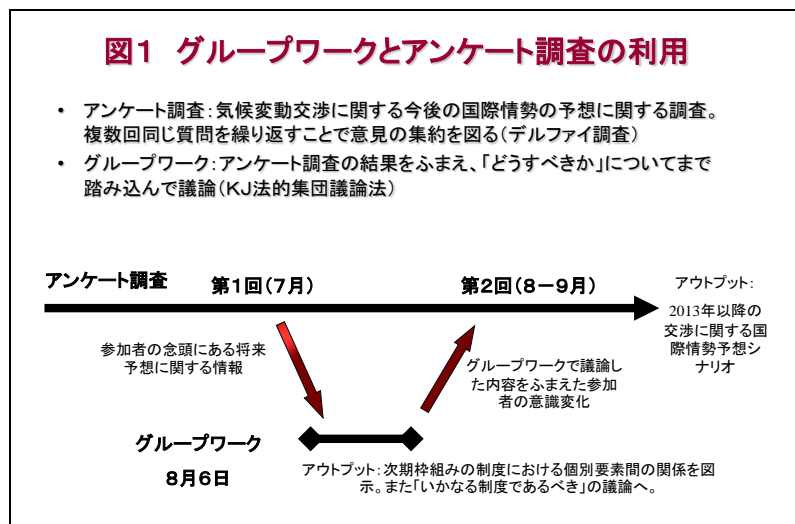 図1 グループワークとアンケート調査の利用
• アンケート調査:気候変動交渉に関する今後の国際情勢の予想に関する調査。
複数回同じ質問を繰り返すことで意見の集約を図る(デルファイ調査)
• グループワーク:アンケート調査の結果をふまえ、「どうすべきか」についてまで
踏み込んで議論(KJ法的集団議論法)
アンケート調査
第1回(7月)
第2回(8-9月)
アウトプット:
2013年以降の
交渉に関する国
際情勢予想シ
ナリオ
参加者の念頭にある将来
予想に関する情報
グループワークで議論し
た内容をふまえた参加
者の意識変化
グループワーク
8月6日
アウトプット:次期枠組みの制度における個別要素間の関係を図
示。また「いかなる制度であるべき」の議論へ。